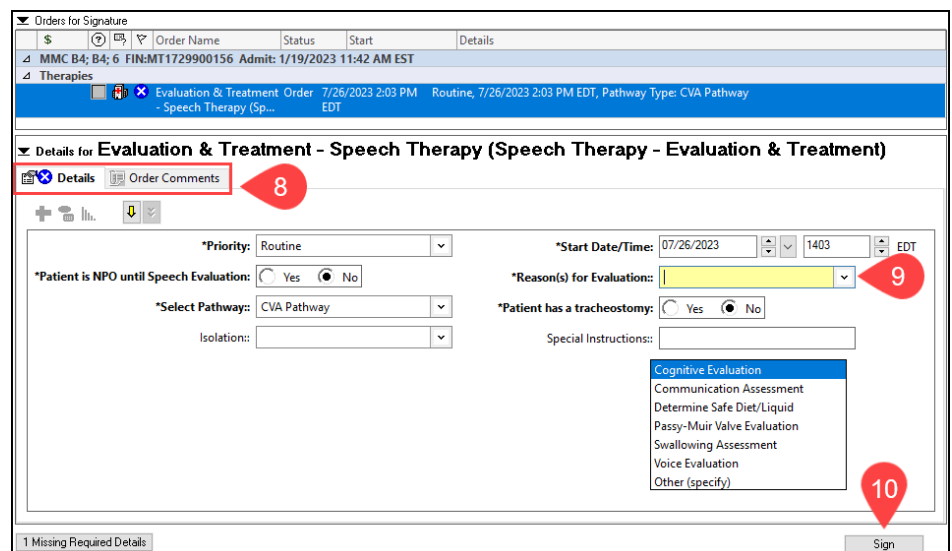 Orders for Signature
$ Order Name Status Start Details
MMC B4; B4; 6 FIN:MT1729900156 Admit: 1/19/2023 11:42 AM EST
Therapies
Evaluation & Treatment Order 7/26/2023 2:03 PM Routine, 7/26/2023 2:03 PM EDT, Pathway Type: CVA Pathway
- Speech Therapy (Sp... EDT
Details for Evaluation & Treatment - Speech Therapy (Speech Therapy - Evaluation & Treatment)
Details Order Comments
8
*Priority: Routine *Start Date/Time: 07/26/2023 1403 EDT
*Patient is NPO until Speech Evaluation: Yes No *Reason(s) for Evaluation:: 9
*Select Pathway:: CVA Pathway *Patient has a tracheostomy: Yes No
Isolation:: Special Instructions::
Cognitive Evaluation
Communication Assessment
Determine Safe Diet/Liquid
Passy-Muir Valve Evaluation
Swallowing Assessment
Voice Evaluation
Other (specify)
10
1 Missing Required Details Sign